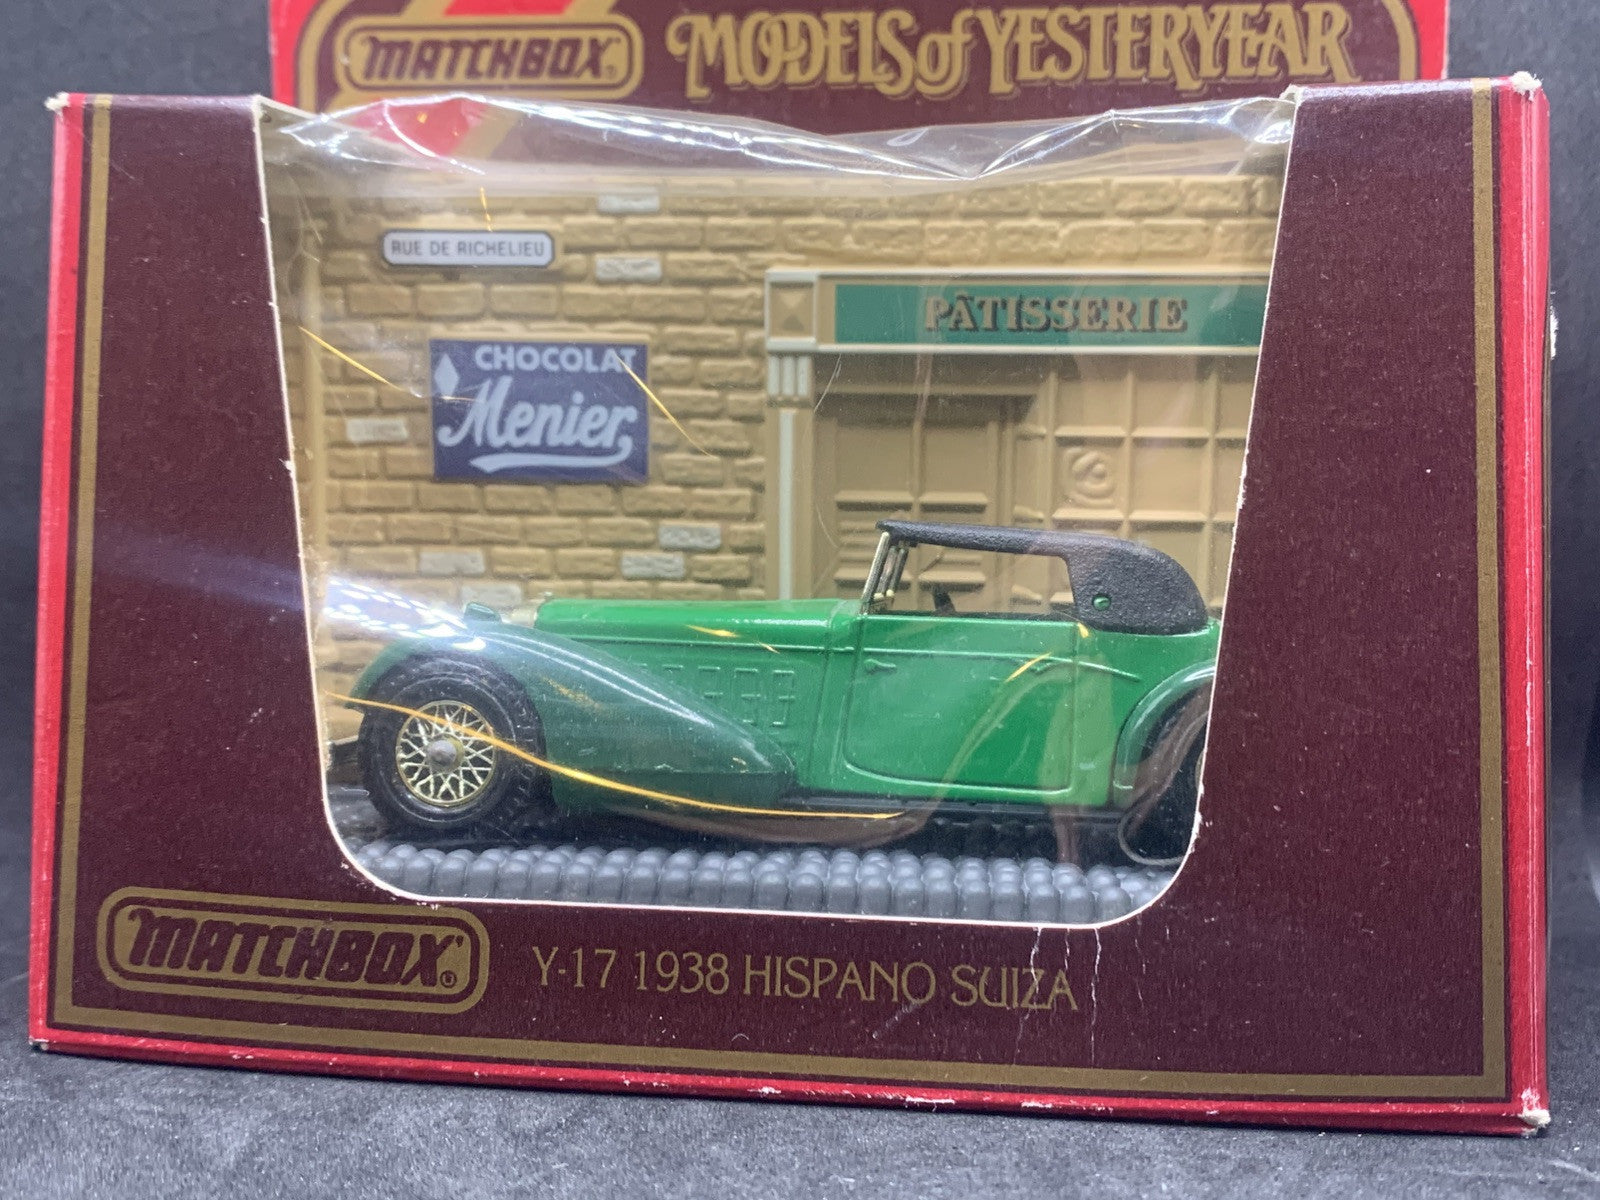 MATCHBOX
MODELS of YESTERYEAR
RUE DE RICHELIEU
PÂTISSERIE
CHOCOLAT
Menier
MATCHBOX
Y-17 1938 HISPANO SUIZA